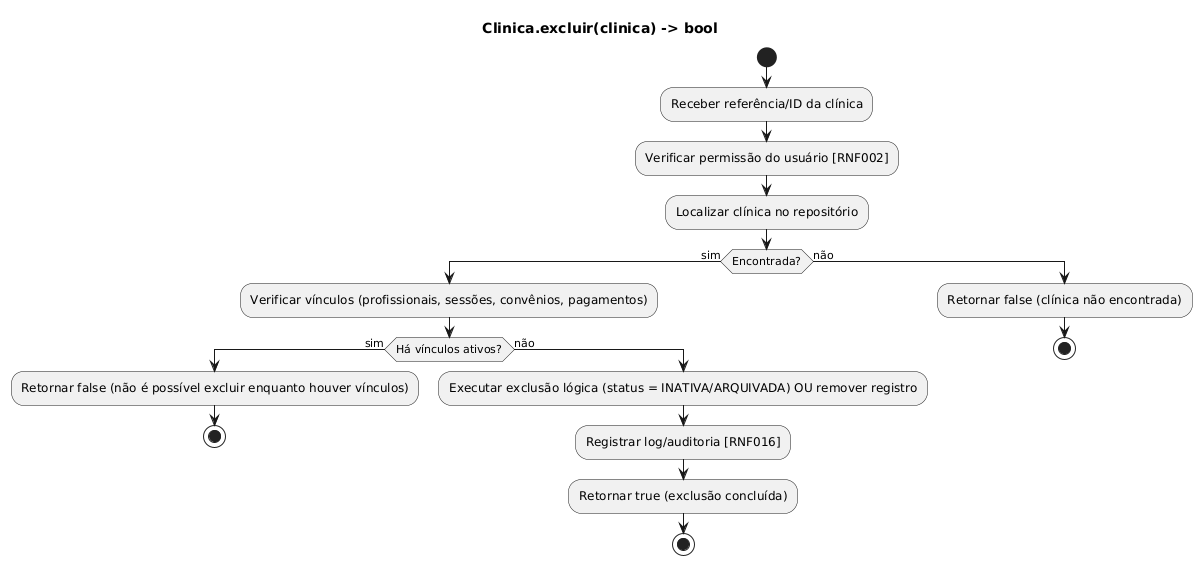 Clinica.excluir(clinica) -> bool
Receber referência/ID da clínica
Verificar permissão do usuário [RNF002]
Localizar clínica no repositório
sim
Encontrada?
não
Verificar vínculos (profissionais, sessões, convênios, pagamentos)
Retornar false (clínica não encontrada)
sim
Há vínculos ativos?
não
Retornar false (não é possível excluir enquanto houver vínculos)
Executar exclusão lógica (status = INATIVA/ARQUIVADA) OU remover registro
Registrar log/auditoria [RNF016]
Retornar true (exclusão concluída)